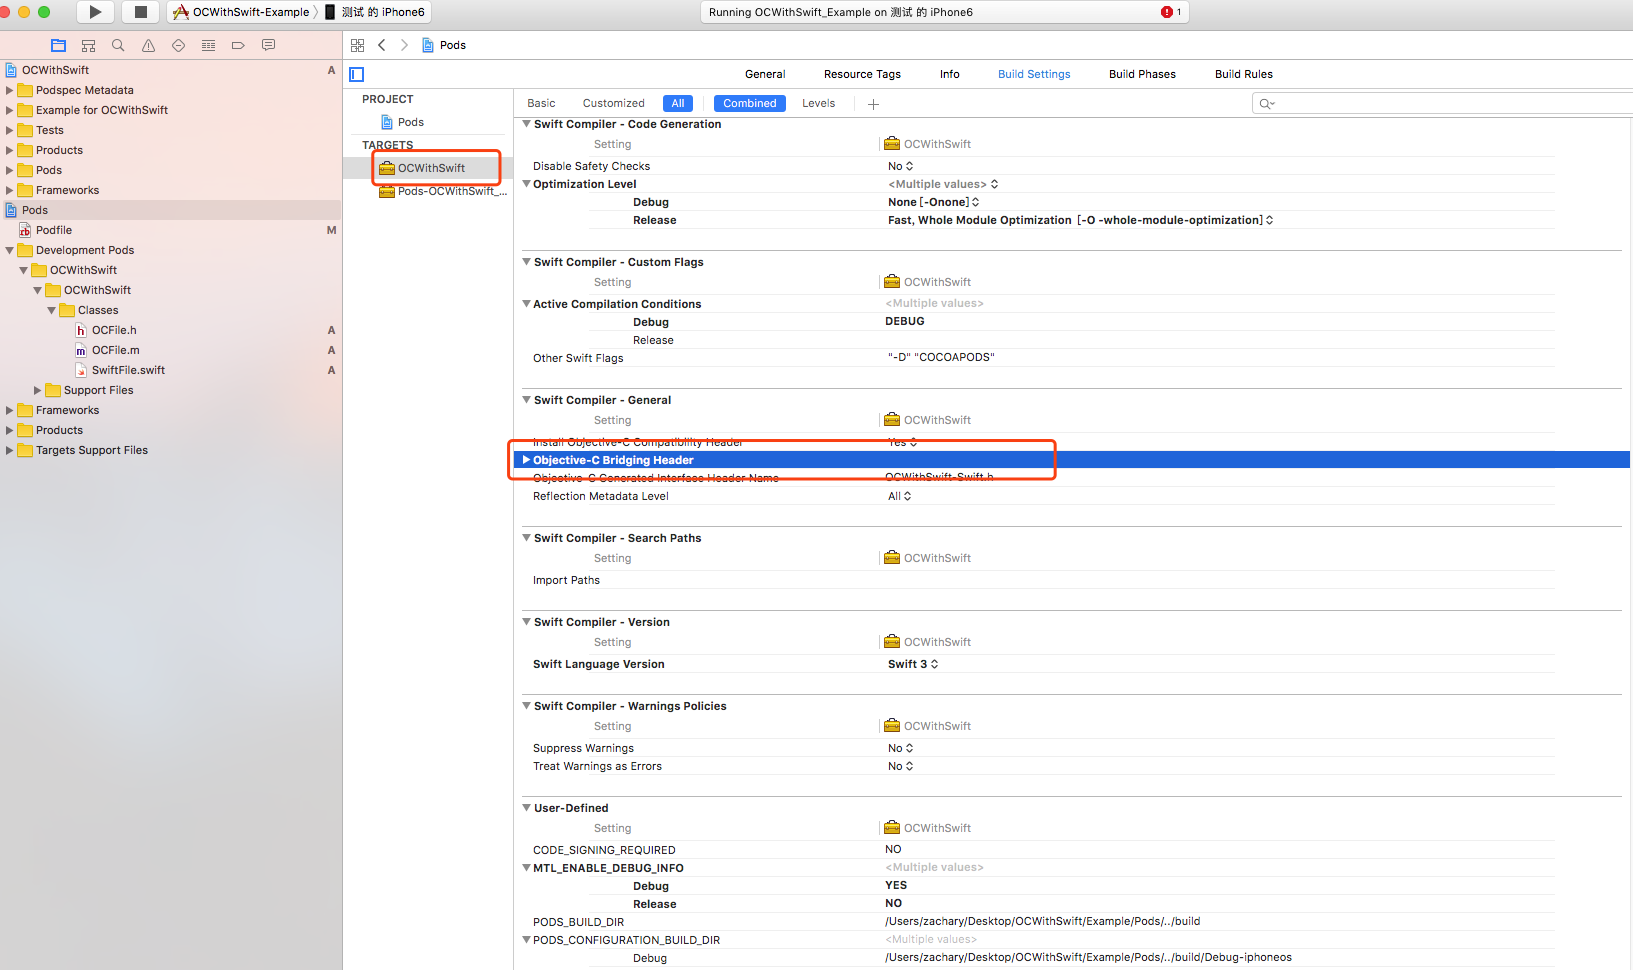 OCWithSwift-Example 〉 测试 的 iPhone6
Running OCWithSwift_Example on 测试 的 iPhone6
1
Pods
OCWithSwift A
Podspec Metadata
Example for OCWithSwift
Tests
Products
Pods
Frameworks
Pods
Podfile M
Development Pods
OCWithSwift
OCWithSwift
Classes
OCFile.h A
OCFile.m A
SwiftFile.swift A
Support Files
Frameworks
Products
Targets Support Files
General Resource Tags Info Build Settings Build Phases Build Rules
PROJECT
Pods
TARGETS
OCWithSwift
Pods-OCWithSwift_...
Basic Customized All Combined Levels +
Swift Compiler - Code Generation
Setting OCWithSwift
Disable Safety Checks No
Optimization Level <Multiple values>
Debug None [-Onone]
Release Fast, Whole Module Optimization [-O -whole-module-optimization]
Swift Compiler - Custom Flags
Setting OCWithSwift
Active Compilation Conditions <Multiple values>
Debug DEBUG
Release
Other Swift Flags "-D" "COCOAPODS"
Swift Compiler - General
Setting OCWithSwift
Install Objective-C Compatibility Header Yes
Objective-C Bridging Header
Objective-C Generated Interface Header Name OCWithSwift-Swift.h
Reflection Metadata Level All
Swift Compiler - Search Paths
Setting OCWithSwift
Import Paths
Swift Compiler - Version
Setting OCWithSwift
Swift Language Version Swift 3
Swift Compiler - Warnings Policies
Setting OCWithSwift
Suppress Warnings No
Treat Warnings as Errors No
User-Defined
Setting OCWithSwift
CODE_SIGNING_REQUIRED NO
MTL_ENABLE_DEBUG_INFO <Multiple values>
Debug YES
Release NO
PODS_BUILD_DIR /Users/zachary/Desktop/OCWithSwift/Example/Pods/../build
PODS_CONFIGURATION_BUILD_DIR <Multiple values>
Debug /Users/zachary/Desktop/OCWithSwift/Example/Pods/../build/Debug-iphoneos